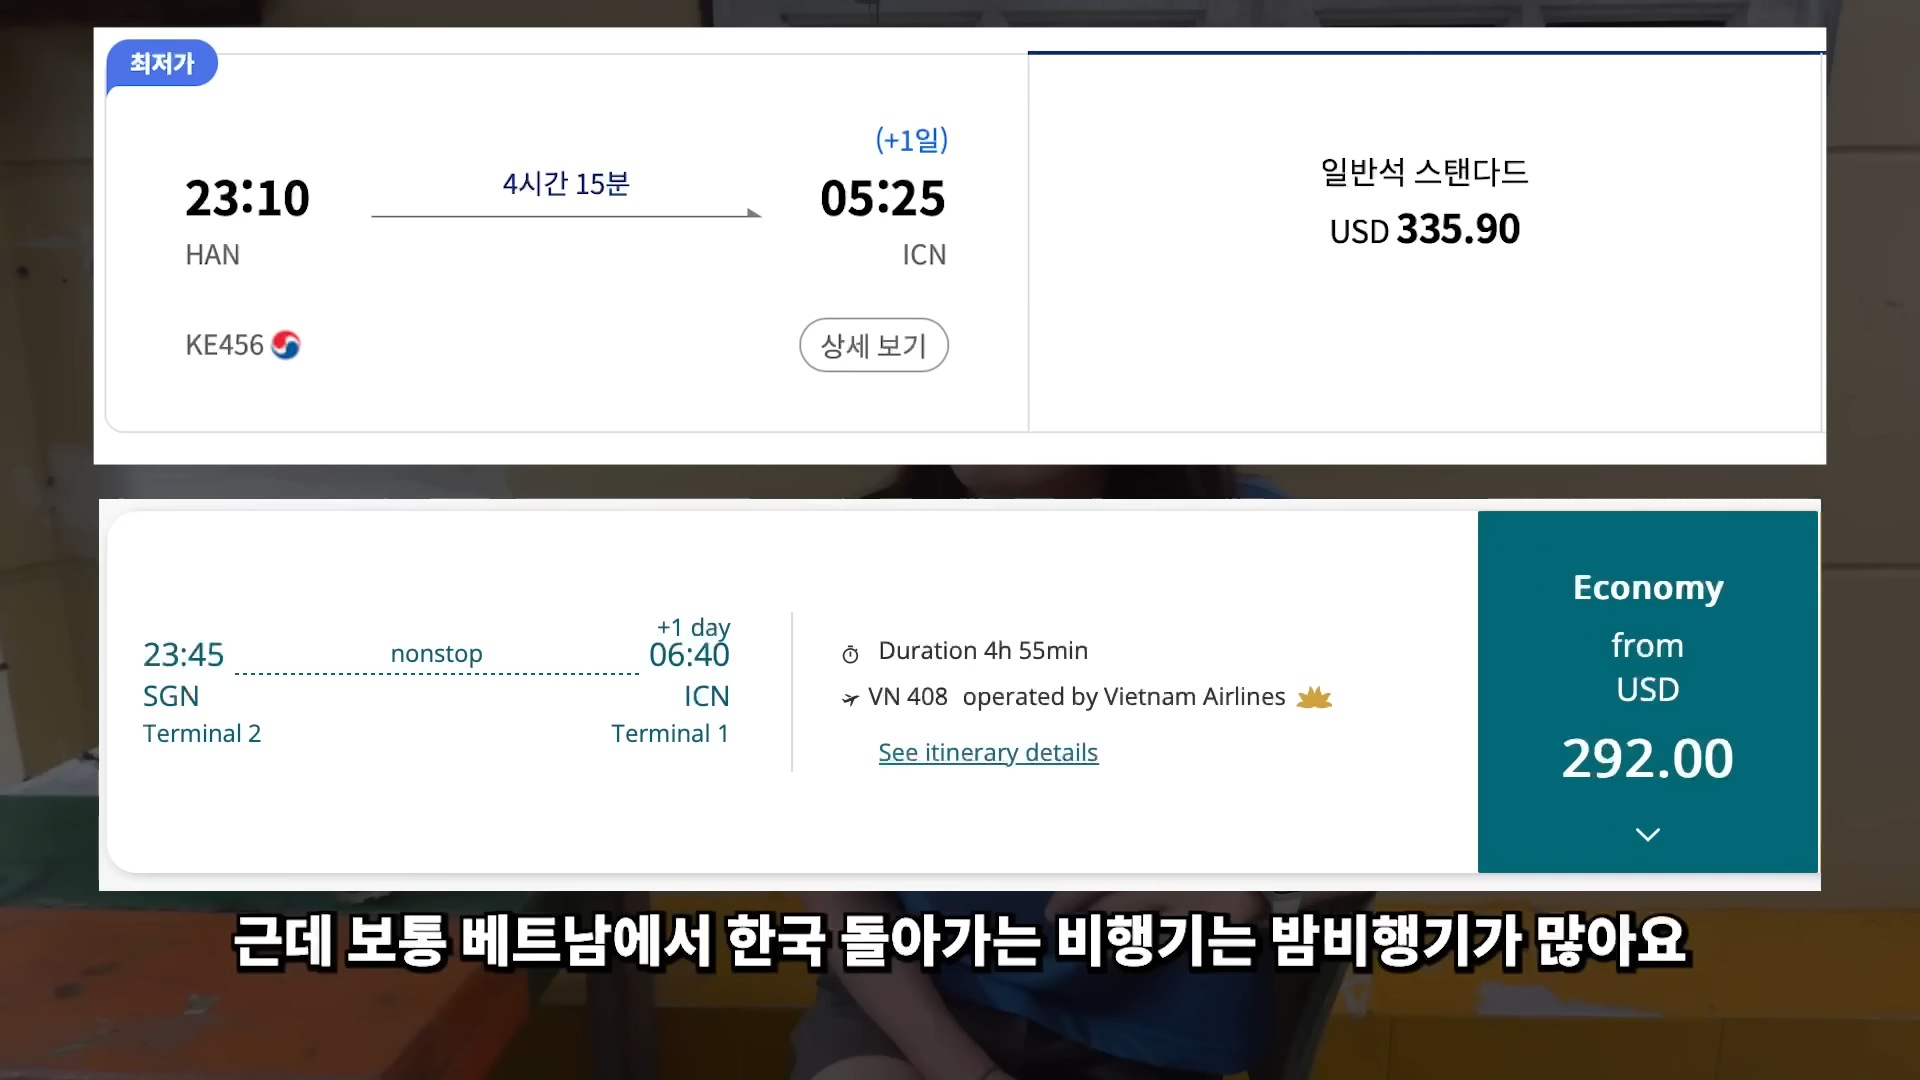 최저가
(+1일)
23:10 4시간 15분 05:25
HAN ICN
KE456
상세 보기
일반석 스탠다드
USD 335.90
+1 day
23:45 nonstop 06:40
SGN ICN
Terminal 2 Terminal 1
Duration 4h 55min
VN 408 operated by Vietnam Airlines
See itinerary details
Economy
from
USD
292.00
근데 보통 베트남에서 한국 돌아가는 비행기는 밤비행기가 많아요